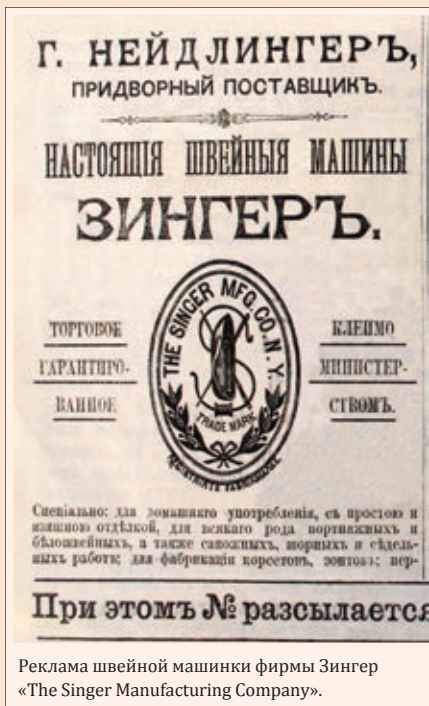 Г. НЕЙДЛИНГЕРЪ,
ПРИДВОРНЫЙ ПОСТАВЩИКЪ.
НАСТОЯЩІЯ ШВЕЙНЫЯ МАШИНЫ
ЗИНГЕРЪ.
THE SINGER MFG. CO. N. Y.
TRADE MARK
ТОРГОВОЕ
ГАРАНТИРО-
ВАННОЕ
КЛЕЙМО
МИНИСТЕР-
СТВОМЪ.
Спеціально: для домашняго употребленія, съ простою и
изящною отдѣлкой, для всякаго рода портняжныхъ и
бѣлошвейныхъ, а также сапожныхъ, шорныхъ и сѣдель-
ныхъ работъ; для фабрикаціи корсетовъ, зонтовъ; пер-
При этомъ № разсылается
Реклама швейной машинки фирмы Зингер
«The Singer Manufacturing Company».